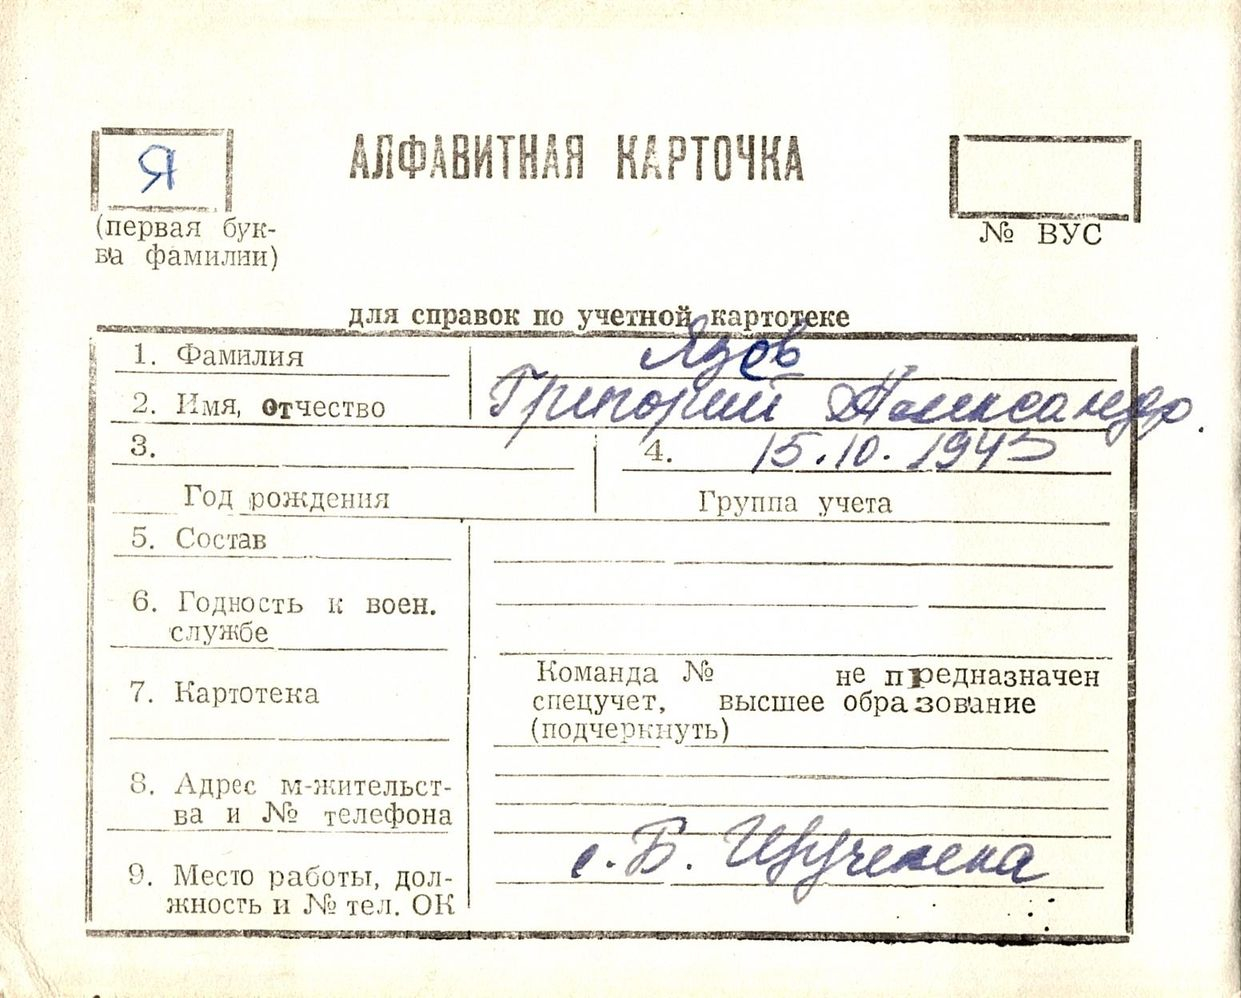 Я
АЛФАВИТНАЯ КАРТОЧКА
(первая бук-
ва фамилии)
№ ВУС
для справок по учетной картотеке
1. Фамилия
Язев
2. Имя, отчество
Григорий Александр.
3.
4. 15.10.1943
Год рождения
Группа учета
5. Состав
6. Годность к воен.
службе
7. Картотека
Команда № не предназначен
спецучет, высшее образование
(подчеркнуть)
8. Адрес м-жительст-
ва и № телефона
9. Место работы, дол-
жность и № тел. ОК
с. Б.